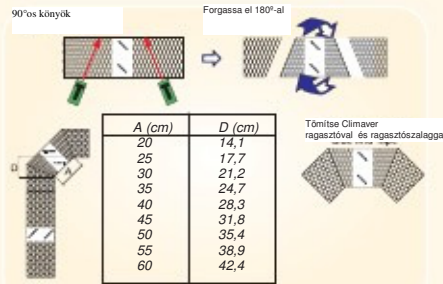 90°os könyök
Forgassa el 180º-al
A (cm) D (cm)
20 14,1
25 17,7
30 21,2
35 24,7
40 28,3
45 31,8
50 35,4
55 38,9
60 42,4
D
A
Tömítse Climaver
ragasztóval és ragasztószalagga